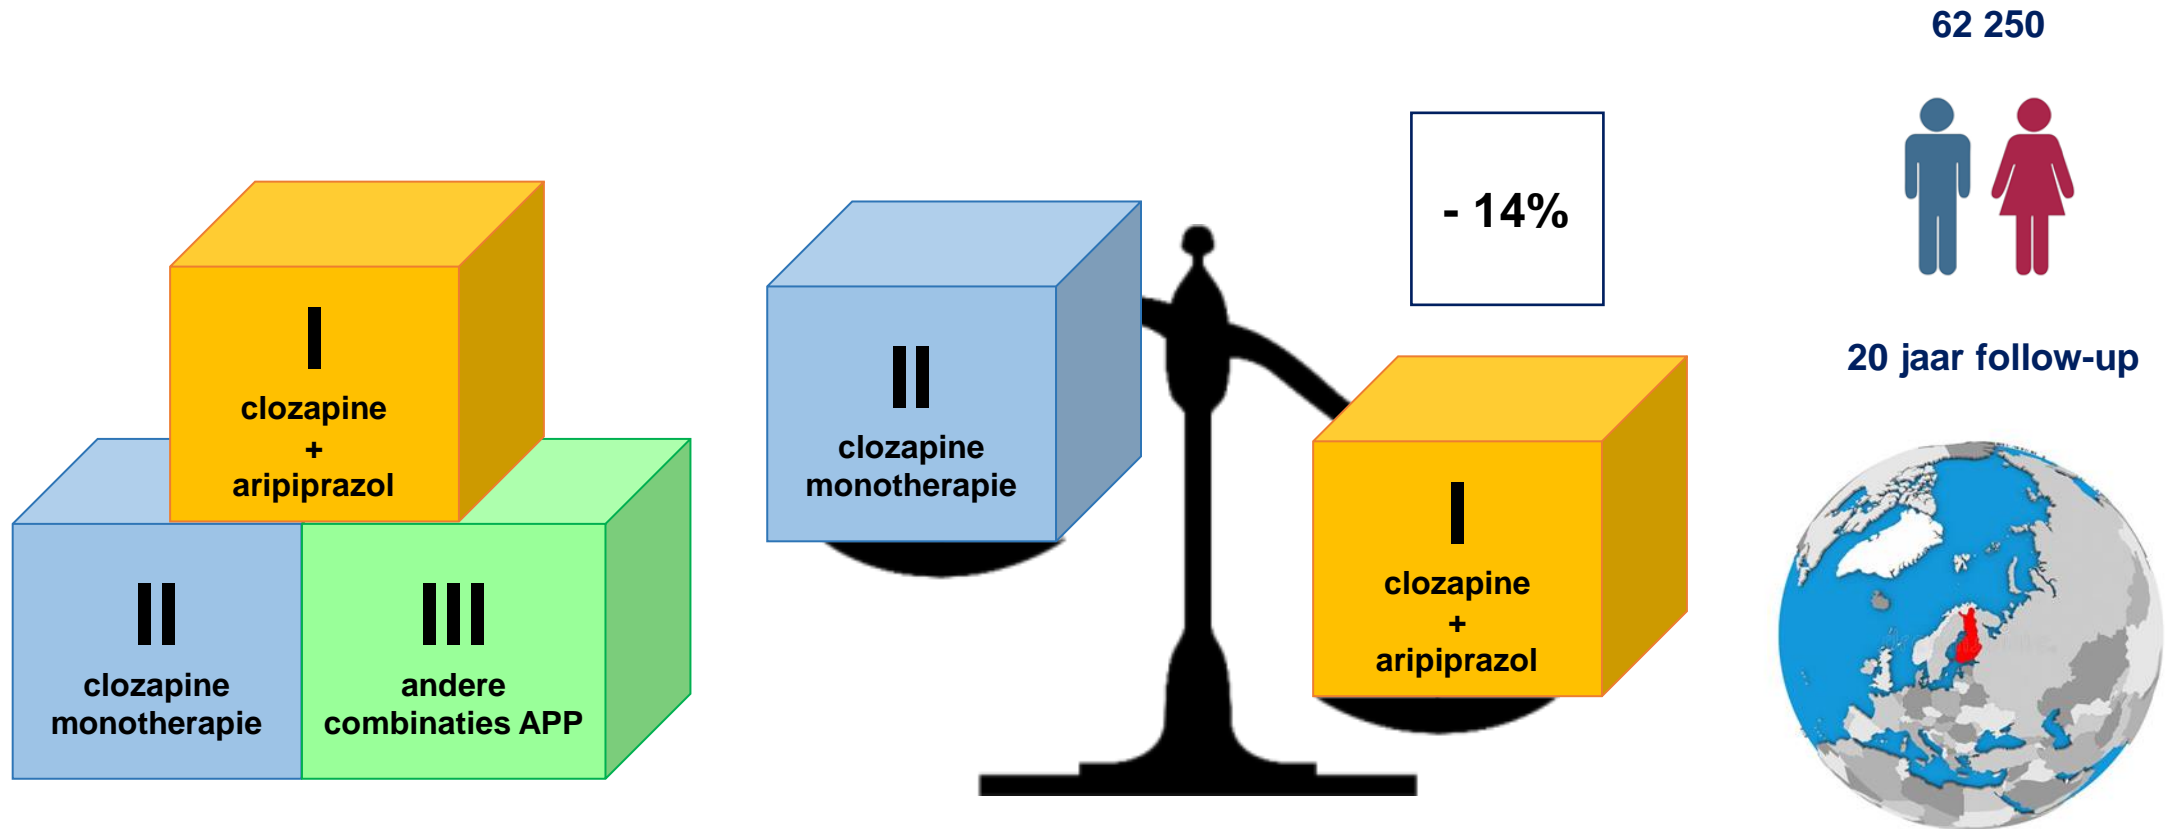 I
clozapine
+
aripiprazol
II
clozapine
monotherapie
III
andere
combinaties APP
II
clozapine
monotherapie
- 14%
I
clozapine
+
aripiprazol
62 250
20 jaar follow-up